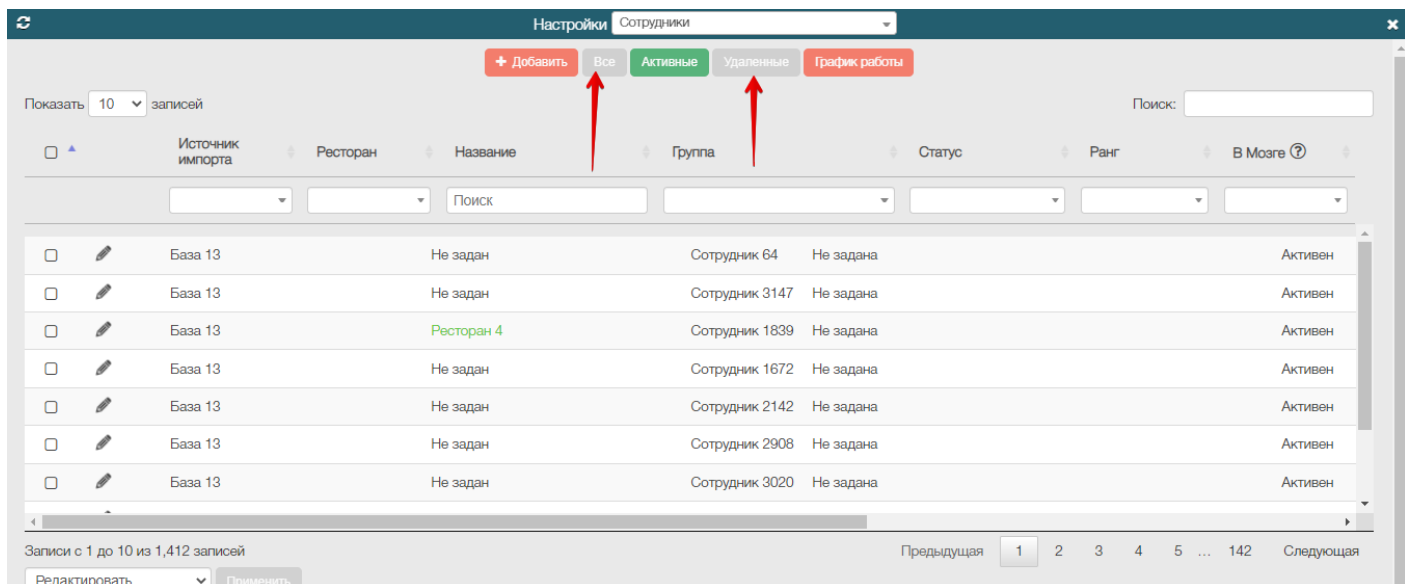 Настройки Сотрудники
+ Добавить Все Активные Удаленные График работы
Показать 10 записей Поиск:
Источник импорта Ресторан Название Группа Статус Ранг В Мозге ?
Поиск
База 13 Не задан Сотрудник 64 Не задана Активен
База 13 Не задан Сотрудник 3147 Не задана Активен
База 13 Ресторан 4 Сотрудник 1839 Не задана Активен
База 13 Не задан Сотрудник 1672 Не задана Активен
База 13 Не задан Сотрудник 2142 Не задана Активен
База 13 Не задан Сотрудник 2908 Не задана Активен
База 13 Не задан Сотрудник 3020 Не задана Активен
Записи с 1 до 10 из 1,412 записей Предыдущая 1 2 3 4 5 ... 142 Следующая
Редактировать Применить